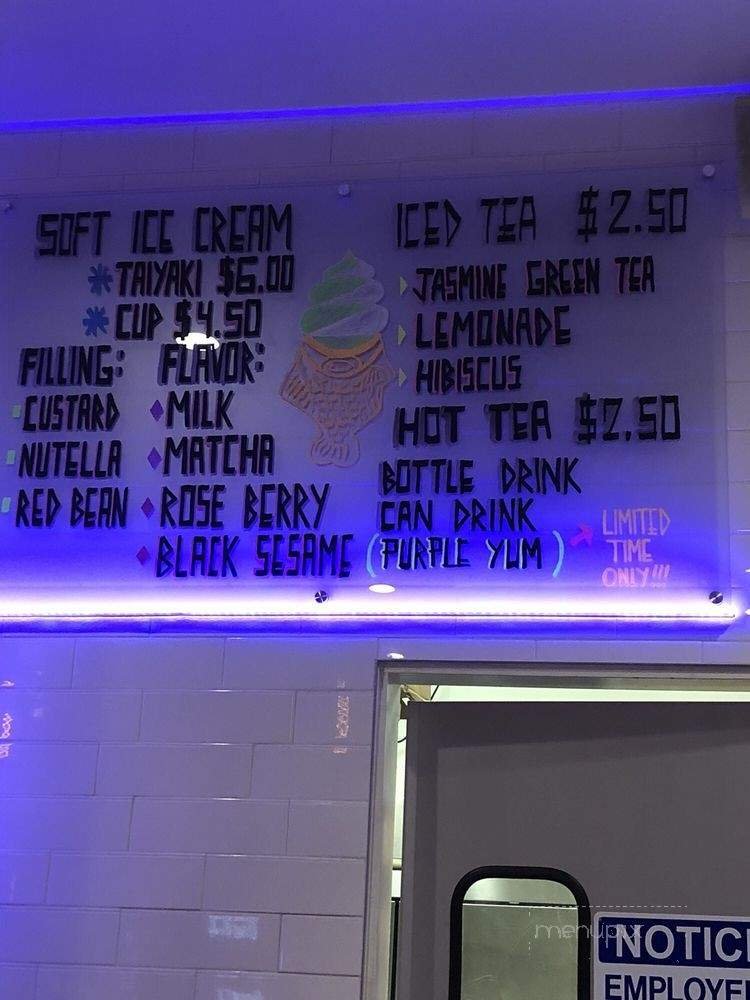 SOFT ICE CREAM
TAIYAKI $6.00
CUP $4.50
FILLING:
CUSTARD
NUTELLA
RED BEAN
FLAVOR:
MILK
MATCHA
ROSE BERRY
BLACK SESAME (PURPLE YUM)
LIMITED
TIME
ONLY!!!
ICED TEA $2.50
JASMINE GREEN TEA
LEMONADE
HIBISCUS
HOT TEA $2.50
BOTTLE DRINK
CAN DRINK
menupix
NOTIC
EMPLOYE